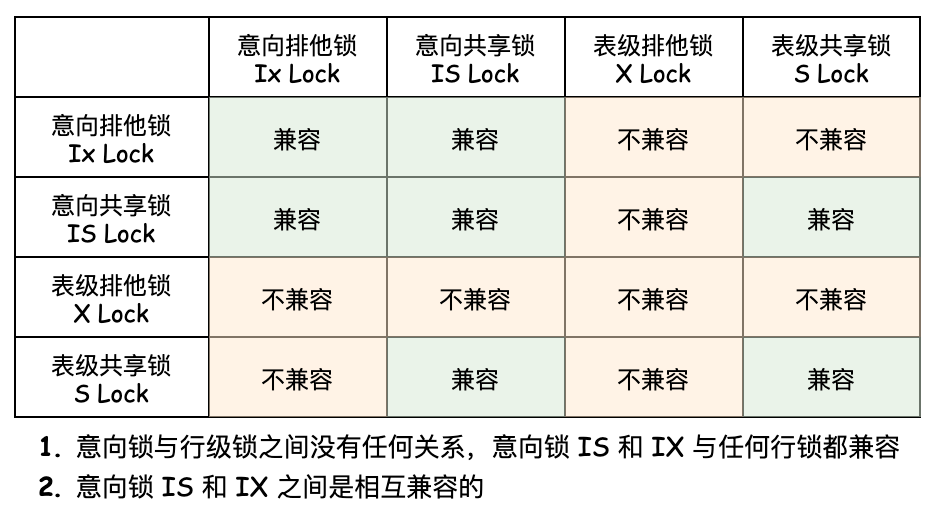 意向排他锁 意向共享锁 表级排他锁 表级共享锁
Ix Lock IS Lock X Lock S Lock
意向排他锁
Ix Lock
兼容 兼容 不兼容 不兼容
意向共享锁
IS Lock
兼容 兼容 不兼容 兼容
表级排他锁
X Lock
不兼容 不兼容 不兼容 不兼容
表级共享锁
S Lock
不兼容 兼容 不兼容 兼容
1. 意向锁与行级锁之间没有任何关系，意向锁 IS 和 IX 与任何行锁都兼容
2. 意向锁 IS 和 IX 之间是相互兼容的